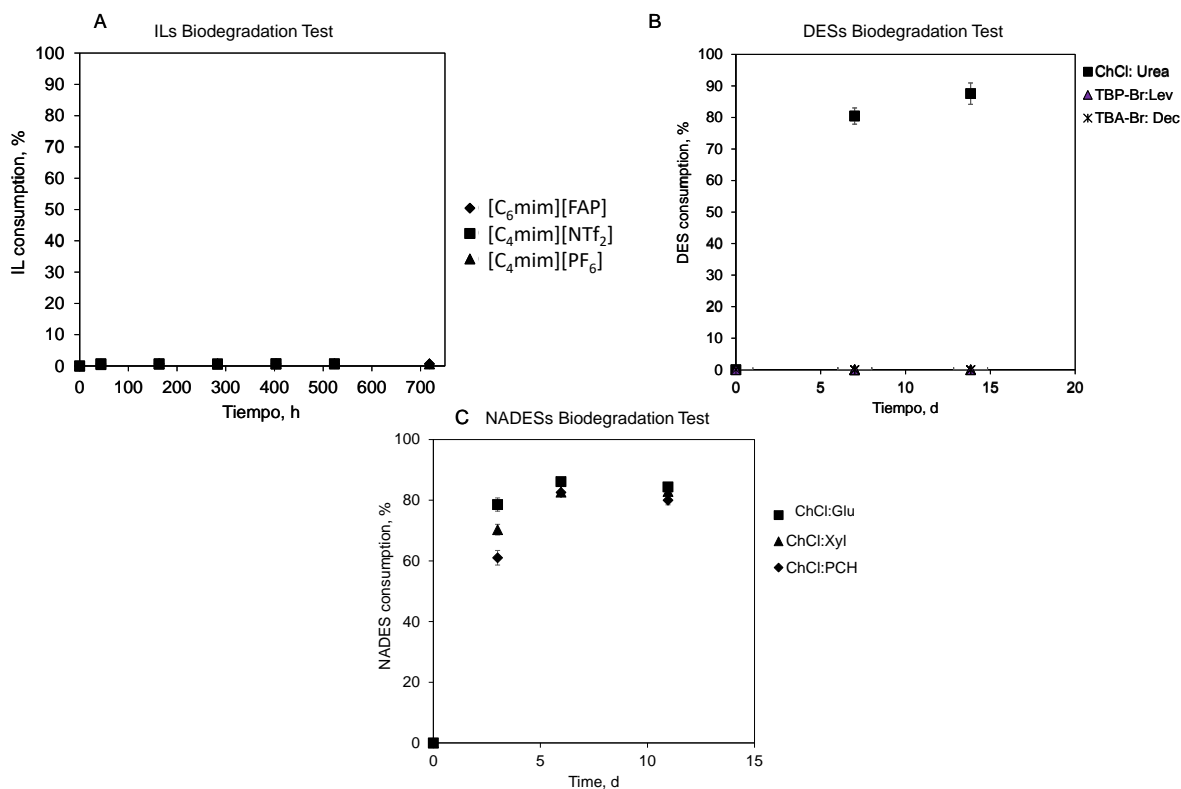 A
ILs Biodegradation Test
100
90
80
70
60
50
40
30
20
10
0
IL consumption, %
0 100 200 300 400 500 600 700
Tiempo, h
[C₆mim][FAP]
[C₄mim][NTf₂]
[C₄mim][PF₆]
B
DESs Biodegradation Test
100
90
80
70
60
50
40
30
20
10
0
DES consumption, %
0 5 10 15 20
Tiempo, d
ChCl: Urea
TBP-Br:Lev
TBA-Br: Dec
C NADESs Biodegradation Test
100
80
60
40
20
0
NADES consumption, %
0 5 10 15
Time, d
ChCl:Glu
ChCl:Xyl
ChCl:PCH